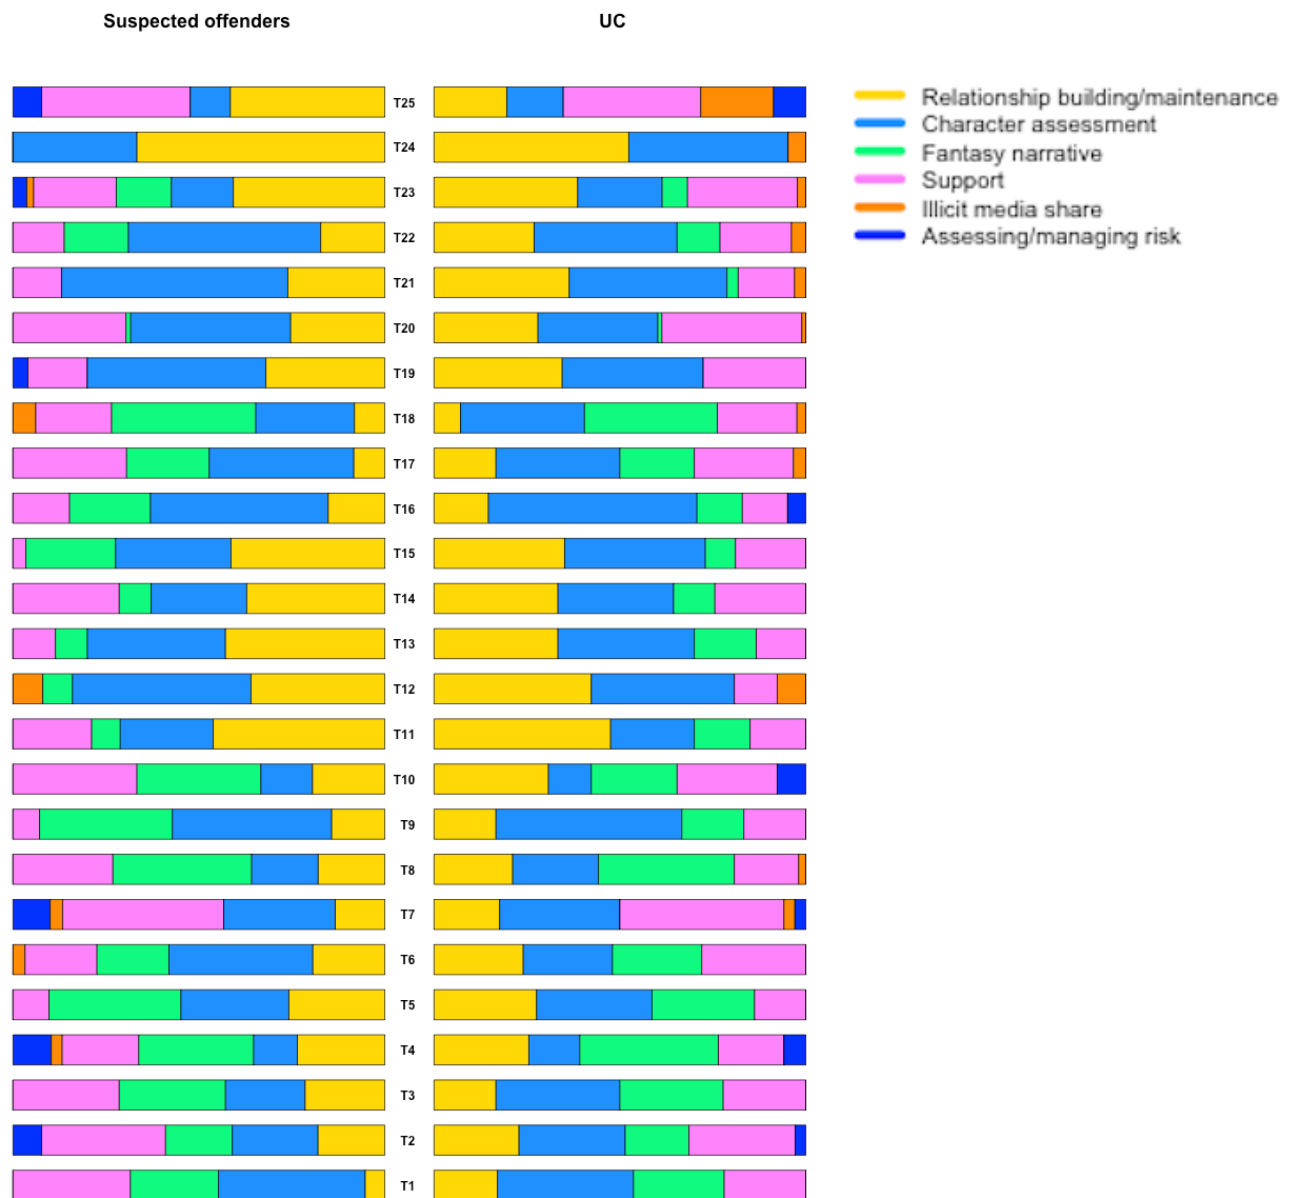 Suspected offenders
UC
Relationship building/maintenance
Character assessment
Fantasy narrative
Support
Illicit media share
Assessing/managing risk
T25
T24
T23
T22
T21
T20
T19
T18
T17
T16
T15
T14
T13
T12
T11
T10
T9
T8
T7
T6
T5
T4
T3
T2
T1